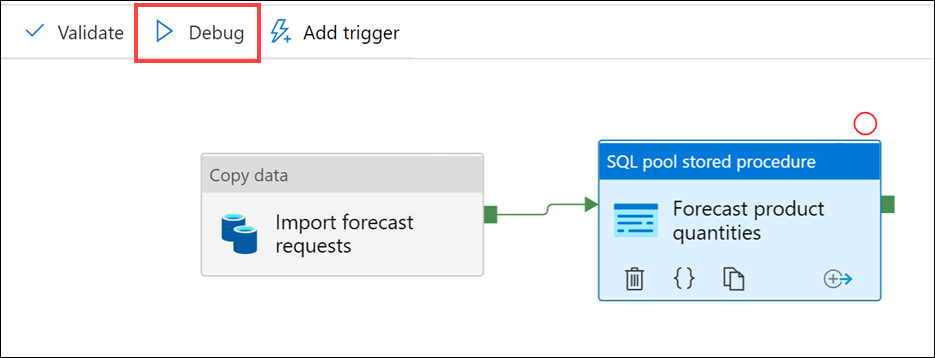 Validate
Debug
Add trigger
Copy data
Import forecast
requests
SQL pool stored procedure
Forecast product
quantities
{}